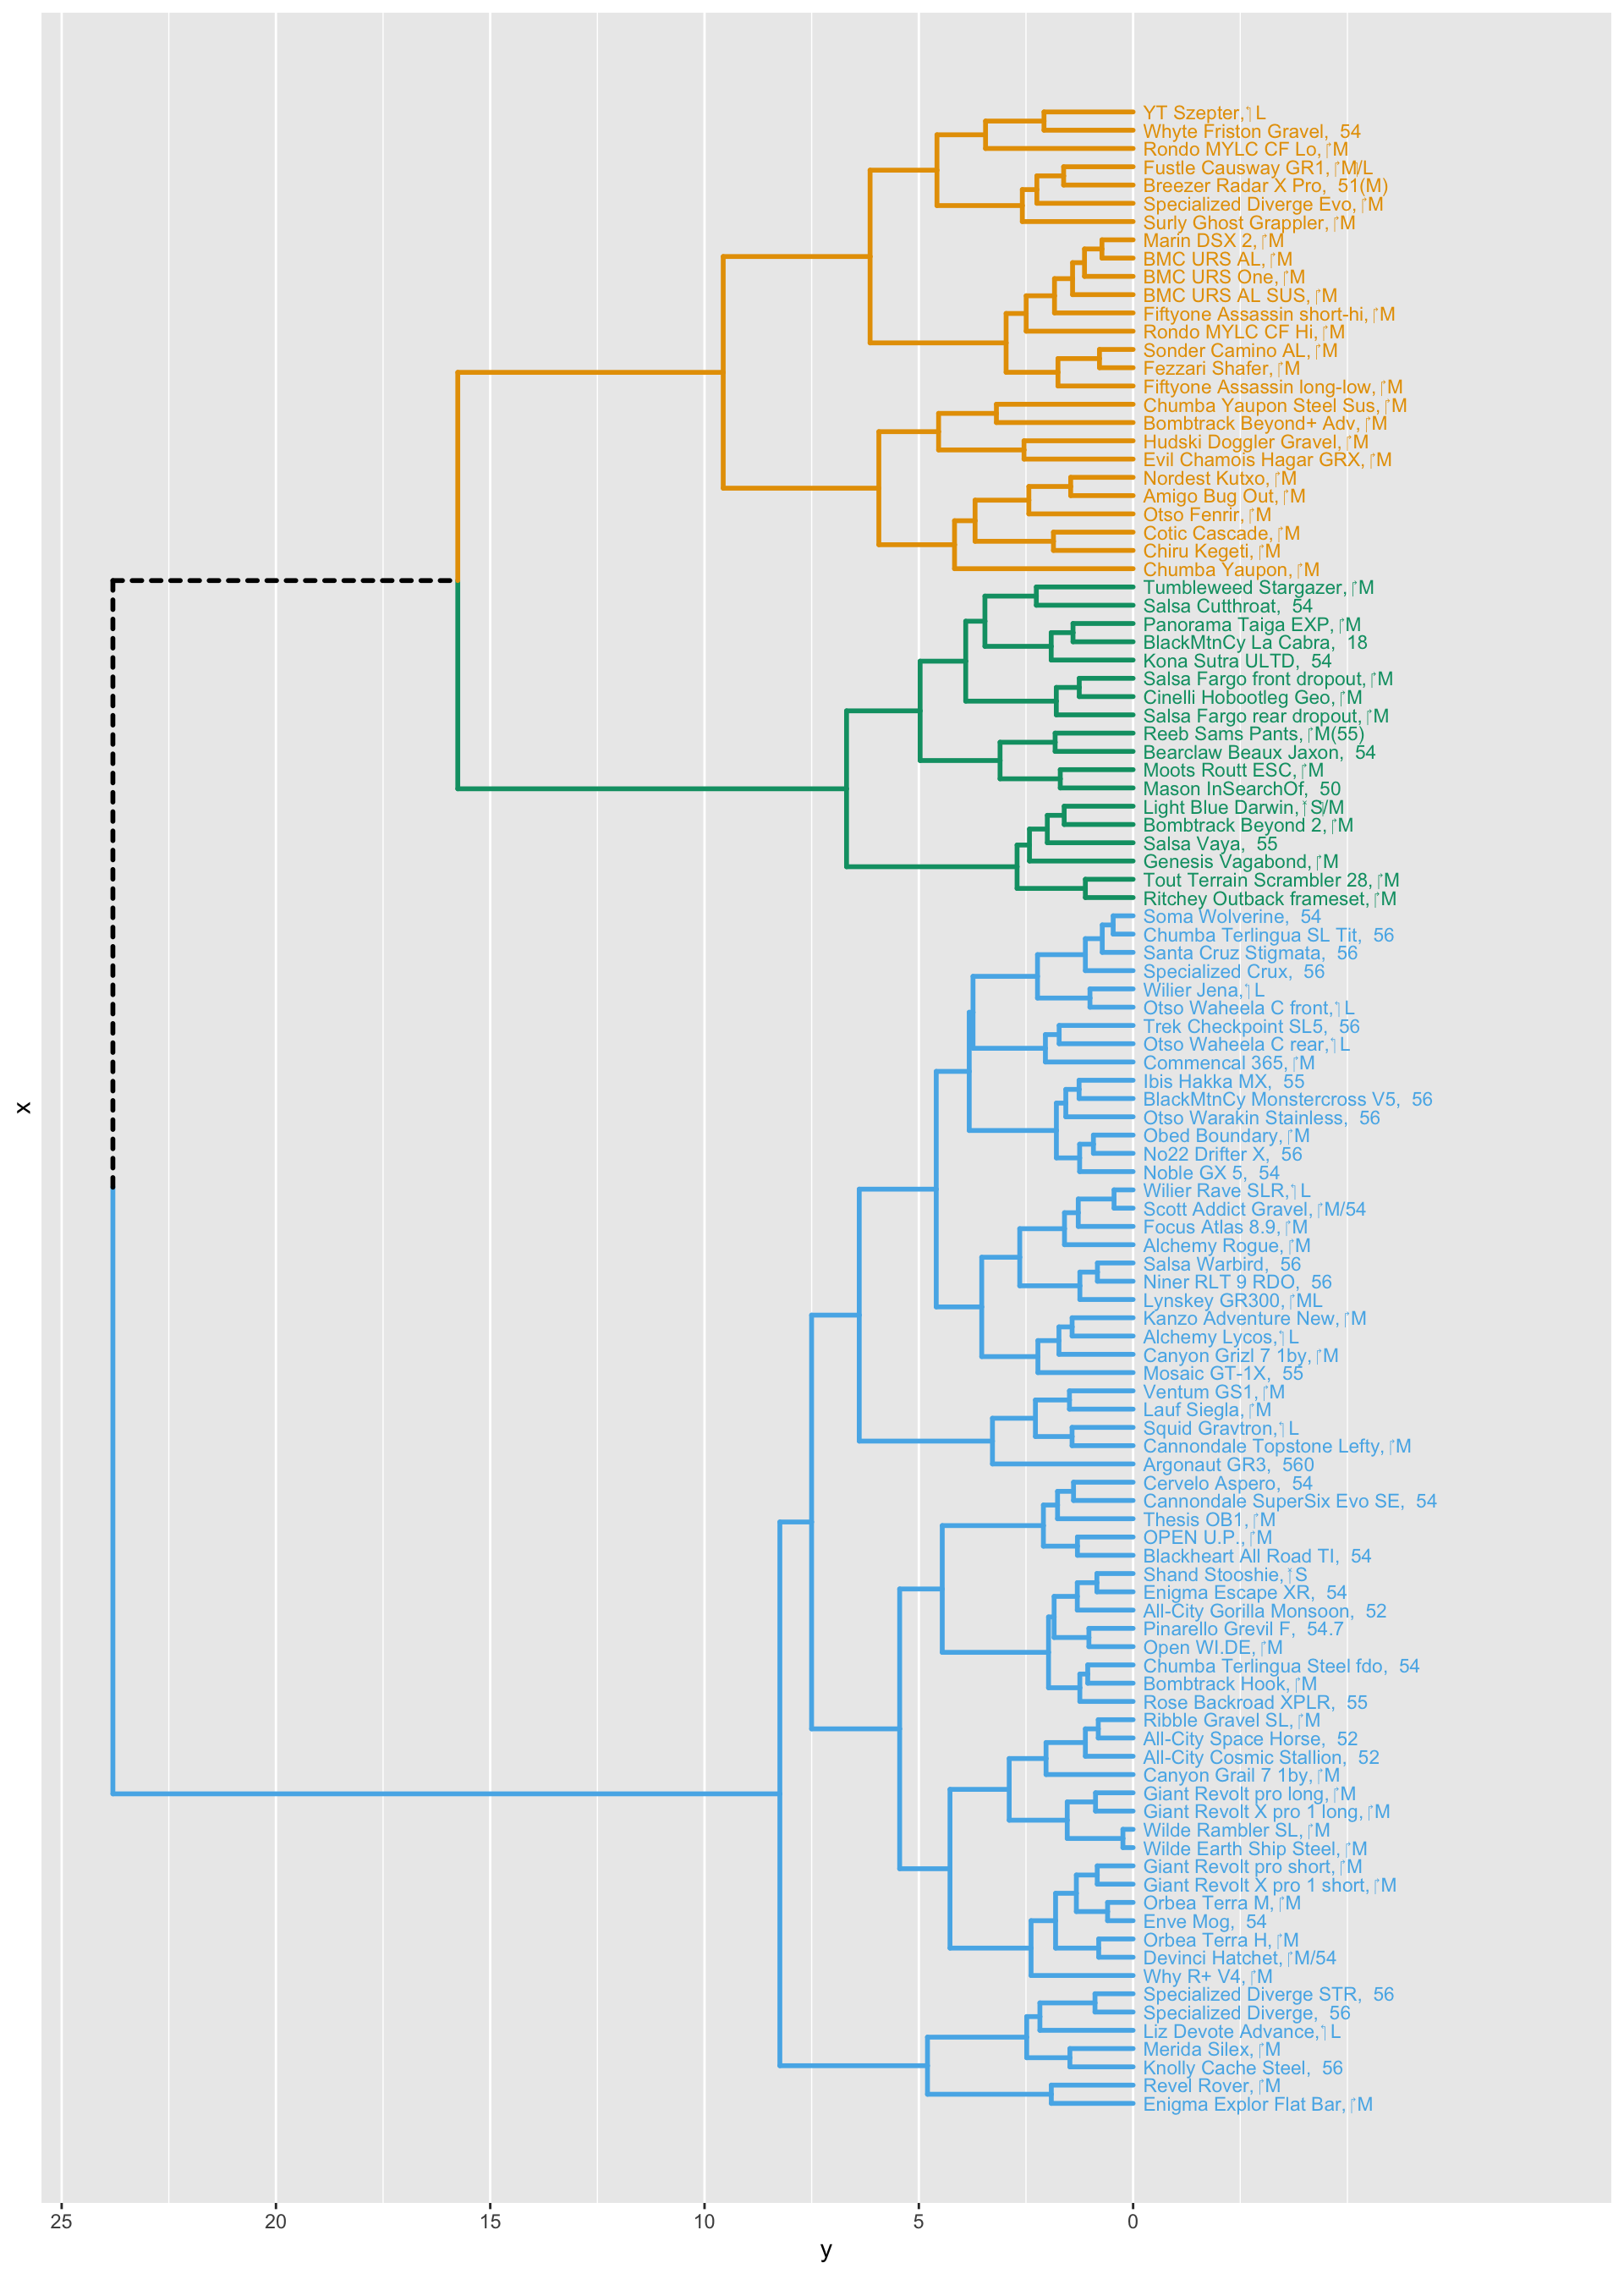 YT Szepter, L
Whyte Friston Gravel, 54
Rondo MYLC CF Lo, M
Fustle Causway GR1, M/L
Breezer Radar X Pro, 51(M)
Specialized Diverge Evo, M
Surly Ghost Grappler, M
Marin DSX 2, M
BMC URS AL, M
BMC URS One, M
BMC URS AL SUS, M
Fiftyone Assassin short-hi, M
Rondo MYLC CF Hi, M
Sonder Camino AL, M
Fezzari Shafer, M
Fiftyone Assassin long-low, M
Chumba Yaupon Steel Sus, M
Bombtrack Beyond+ Adv, M
Hudski Doggler Gravel, M
Evil Chamois Hagar GRX, M
Nordest Kutxo, M
Amigo Bug Out, M
Otso Fenrir, M
Cotic Cascade, M
Chiru Kegeti, M
Chumba Yaupon, M
Tumbleweed Stargazer, M
Salsa Cutthroat, 54
Panorama Taiga EXP, M
BlackMtnCy La Cabra, 18
Kona Sutra ULTD, 54
Salsa Fargo front dropout, M
Cinelli Hobootleg Geo, M
Salsa Fargo rear dropout, M
Reeb Sams Pants, M(55)
Bearclaw Beaux Jaxon, 54
Moots Routt ESC, M
Mason InSearchOf, 50
Light Blue Darwin, S/M
Bombtrack Beyond 2, M
Salsa Vaya, 55
Genesis Vagabond, M
Tout Terrain Scrambler 28, M
Ritchey Outback frameset, M
Soma Wolverine, 54
Chumba Terlingua SL Tit, 56
Santa Cruz Stigmata, 56
Specialized Crux, 56
Wilier Jena, L
Otso Waheela C front, L
Trek Checkpoint SL5, 56
Otso Waheela C rear, L
Commencal 365, M
Ibis Hakka MX, 55
BlackMtnCy Monstercross V5, 56
Otso Warakin Stainless, 56
Obed Boundary, M
No22 Drifter X, 56
Noble GX 5, 54
Wilier Rave SLR, L
Scott Addict Gravel, M/54
Focus Atlas 8.9, M
Alchemy Rogue, M
Salsa Warbird, 56
Niner RLT 9 RDO, 56
Lynskey GR300, ML
Kanzo Adventure New, M
Alchemy Lycos, L
Canyon Grizl 7 1by, M
Mosaic GT-1X, 55
Ventum GS1, M
Lauf Siegla, M
Squid Gravtron, L
Cannondale Topstone Lefty, M
Argonaut GR3, 560
Cervelo Aspero, 54
Cannondale SuperSix Evo SE, 54
Thesis OB1, M
OPEN U.P., M
Blackheart All Road TI, 54
Shand Stooshie, S
Enigma Escape XR, 54
All-City Gorilla Monsoon, 52
Pinarello Grevil F, 54.7
Open WI.DE, M
Chumba Terlingua Steel fdo, 54
Bombtrack Hook, M
Rose Backroad XPLR, 55
Ribble Gravel SL, M
All-City Space Horse, 52
All-City Cosmic Stallion, 52
Canyon Grail 7 1by, M
Giant Revolt pro long, M
Giant Revolt X pro 1 long, M
Wilde Rambler SL, M
Wilde Earth Ship Steel, M
Giant Revolt pro short, M
Giant Revolt X pro 1 short, M
Orbea Terra M, M
Enve Mog, 54
Orbea Terra H, M
Devinci Hatchet, M/54
Why R+ V4, M
Specialized Diverge STR, 56
Specialized Diverge, 56
Liz Devote Advance, L
Merida Silex, M
Knolly Cache Steel, 56
Revel Rover, M
Enigma Explor Flat Bar, M
x
25 20 15 10 5 0
y